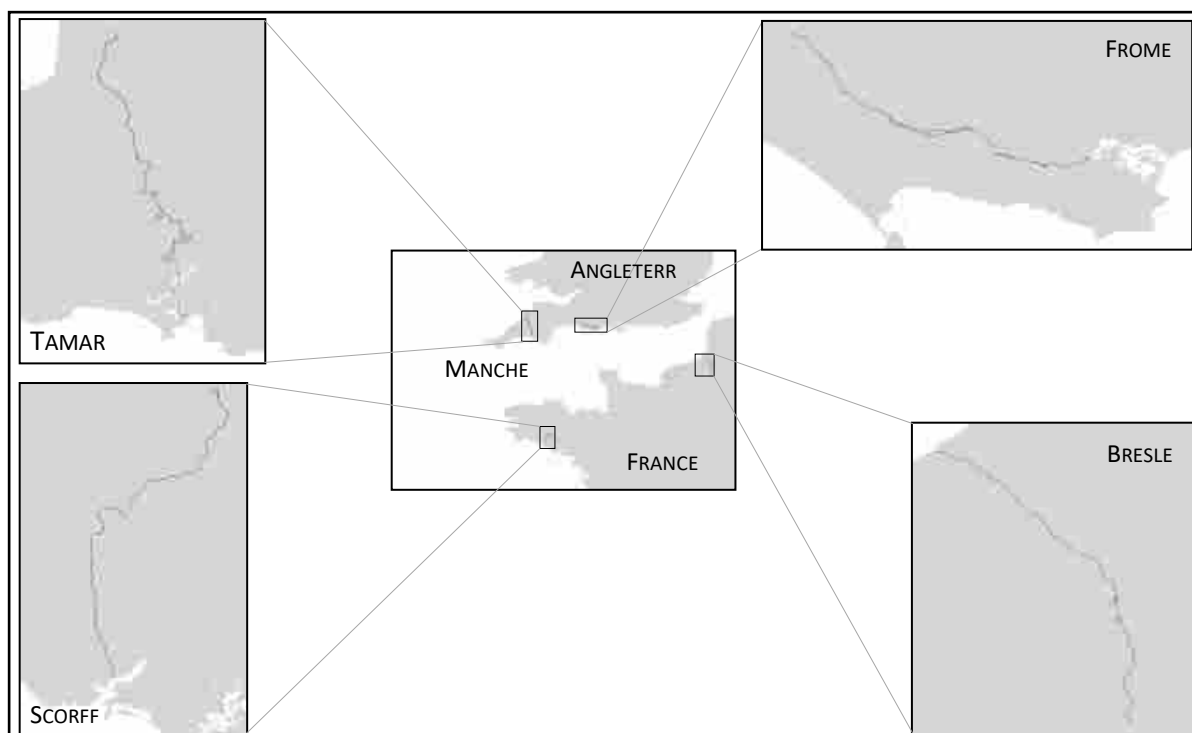 FROME
ANGLETERR
TAMAR
MANCHE
FRANCE
BRESLE
SCORFF